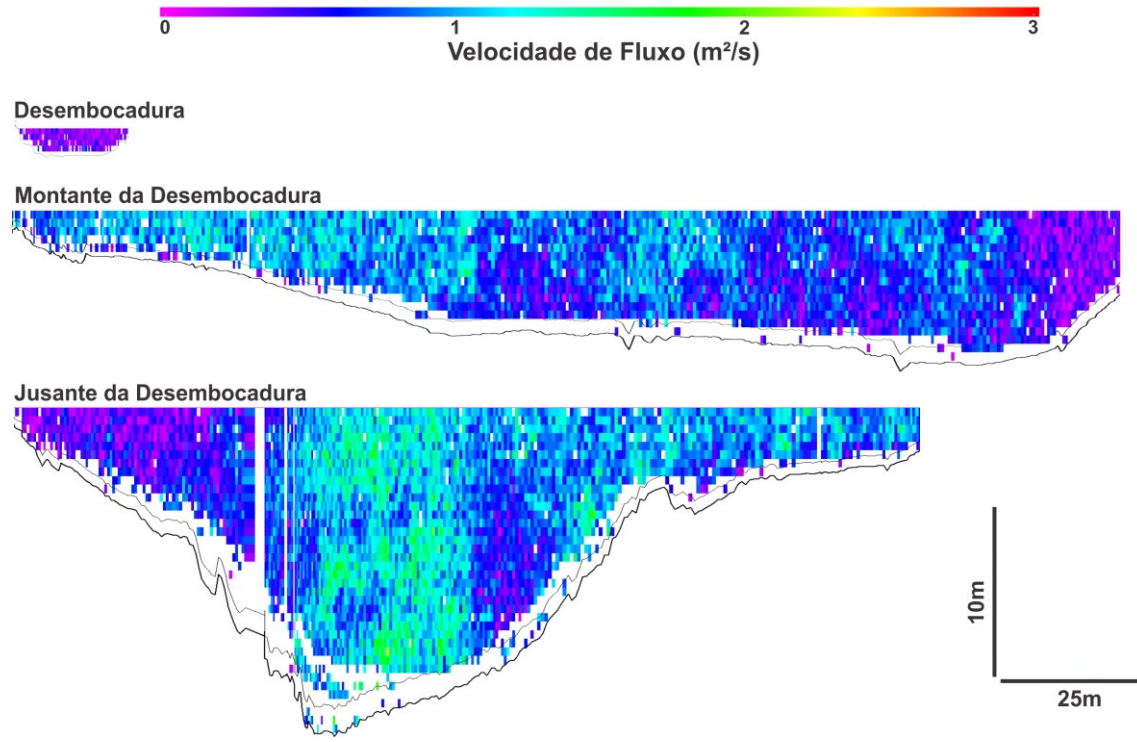 0 1 2 3
Velocidade de Fluxo (m²/s)
Desembocadura
Montante da Desembocadura
Jusante da Desembocadura
10m
25m